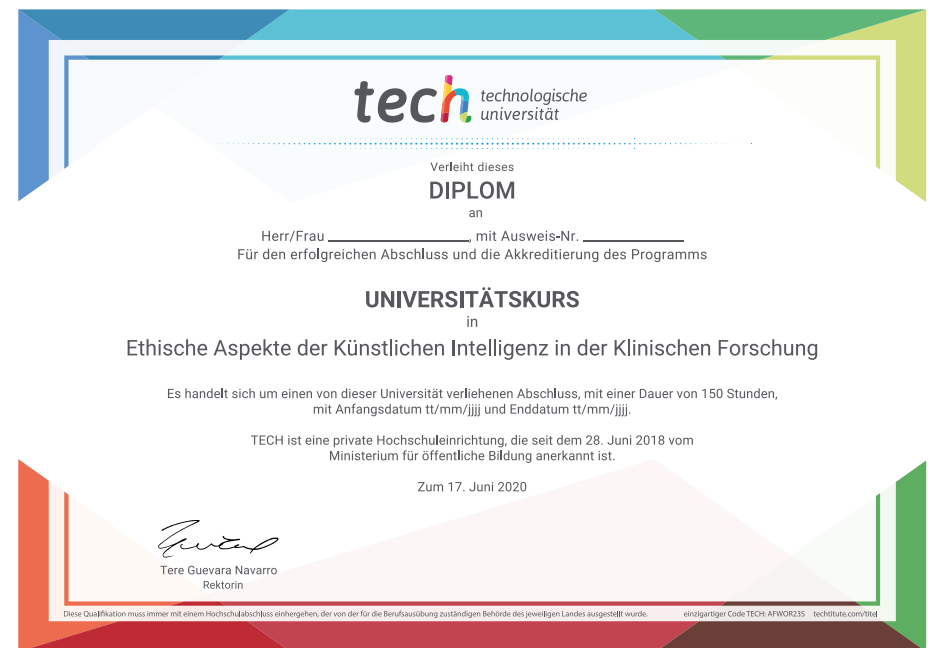 tech technologische
universität
Verleiht dieses
DIPLOM
an
Herr/Frau ____________________, mit Ausweis-Nr. ______________
Für den erfolgreichen Abschluss und die Akkreditierung des Programms
UNIVERSITÄTSKURS
in
Ethische Aspekte der Künstlichen Intelligenz in der Klinischen Forschung
Es handelt sich um einen von dieser Universität verliehenen Abschluss, mit einer Dauer von 150 Stunden,
mit Anfangsdatum tt/mm/jjjj und Enddatum tt/mm/jjjj.
TECH ist eine private Hochschuleinrichtung, die seit dem 28. Juni 2018 vom
Ministerium für öffentliche Bildung anerkannt ist.
Zum 17. Juni 2020
Tere Guevara Navarro
Rektorin
Diese Qualifikation muss immer mit einem Hochschulabschluss einhergehen, der von der für die Berufsausübung zuständigen Behörde des jeweiligen Landes ausgestellt wurde. einzigartiger Code TECH: AFWOR23S techtitute.com/titel